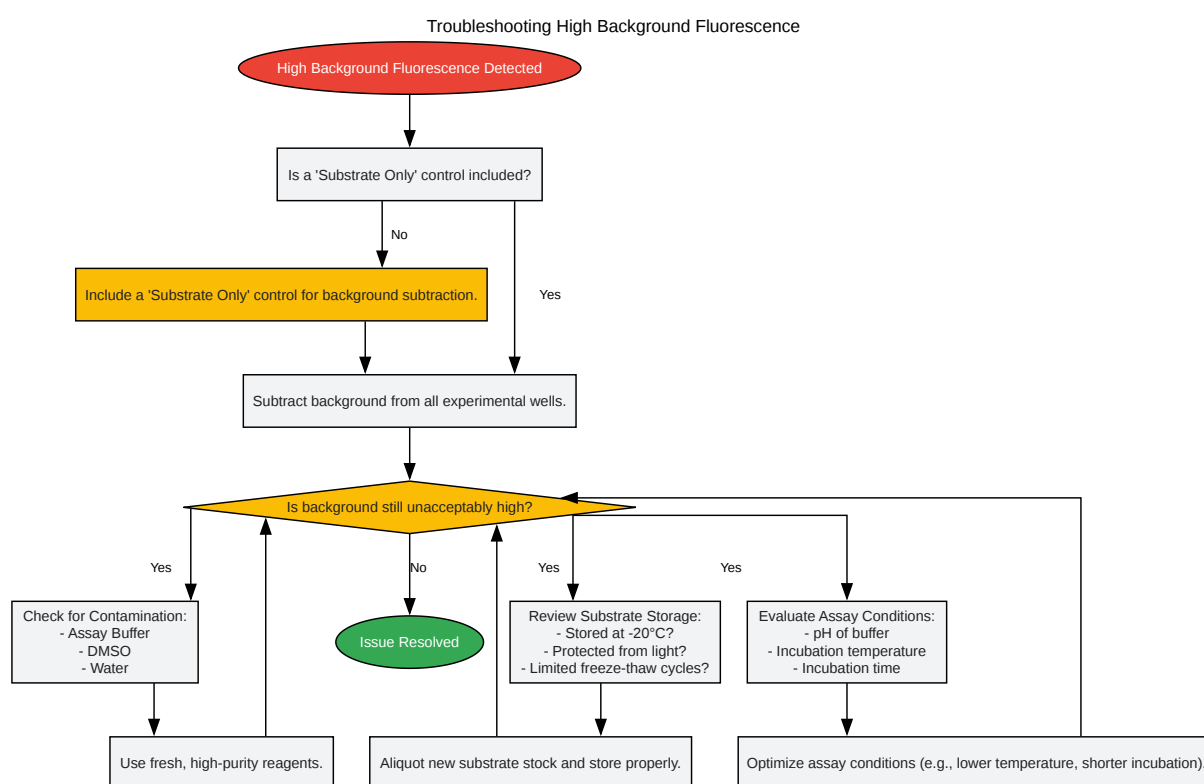 Troubleshooting High Background Fluorescence
High Background Fluorescence Detected
Is a 'Substrate Only' control included?
No
Include a 'Substrate Only' control for background subtraction.
Yes
Subtract background from all experimental wells.
Is background still unacceptably high?
Yes
No
Yes
Yes
Check for Contamination:
- Assay Buffer
- DMSO
- Water
Issue Resolved
Review Substrate Storage:
- Stored at -20°C?
- Protected from light?
- Limited freeze-thaw cycles?
Evaluate Assay Conditions:
- pH of buffer
- Incubation temperature
- Incubation time
Use fresh, high-purity reagents.
Aliquot new substrate stock and store properly.
Optimize assay conditions (e.g., lower temperature, shorter incubation).